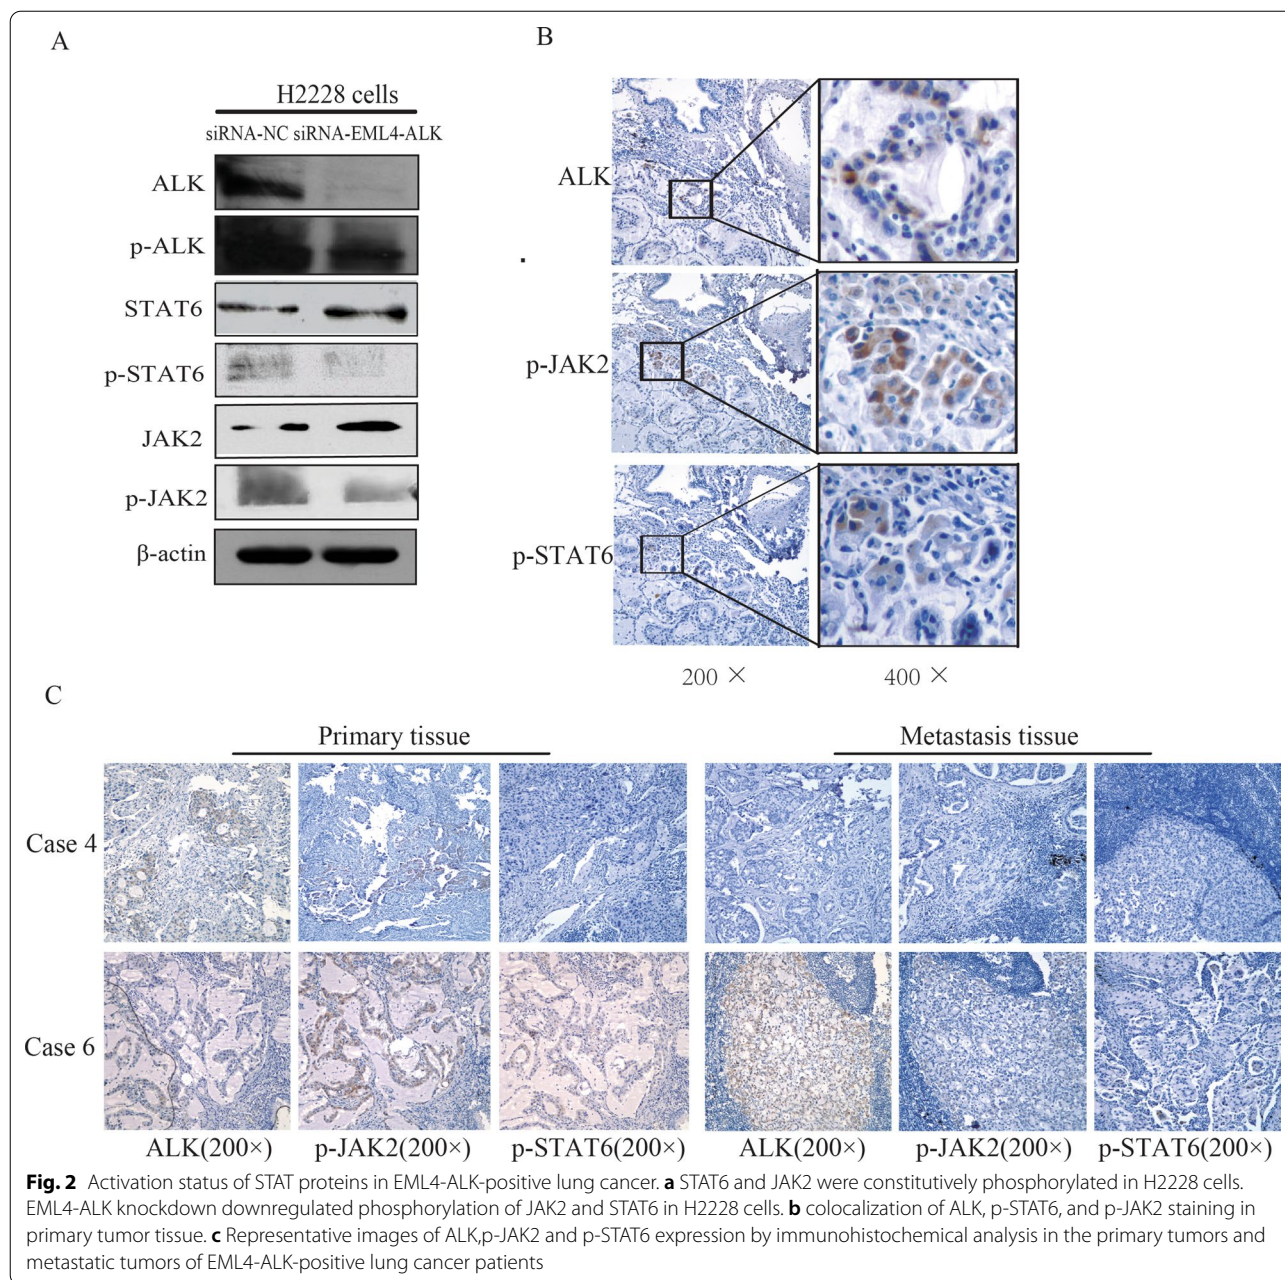 A
H2228 cells
siRNA-NC siRNA-EML4-ALK
ALK
p-ALK
STAT6
p-STAT6
JAK2
p-JAK2
β-actin
B
ALK
p-JAK2
p-STAT6
200 ×
400 ×
C
Primary tissue
Metastasis tissue
Case 4
Case 6
ALK(200×)
p-JAK2(200×)
p-STAT6(200×)
ALK(200×)
p-JAK2(200×)
p-STAT6(200×)
Fig. 2 Activation status of STAT proteins in EML4-ALK-positive lung cancer. a STAT6 and JAK2 were constitutively phosphorylated in H2228 cells.
EML4-ALK knockdown downregulated phosphorylation of JAK2 and STAT6 in H2228 cells. b colocalization of ALK, p-STAT6, and p-JAK2 staining in
primary tumor tissue. c Representative images of ALK,p-JAK2 and p-STAT6 expression by immunohistochemical analysis in the primary tumors and
metastatic tumors of EML4-ALK-positive lung cancer patients